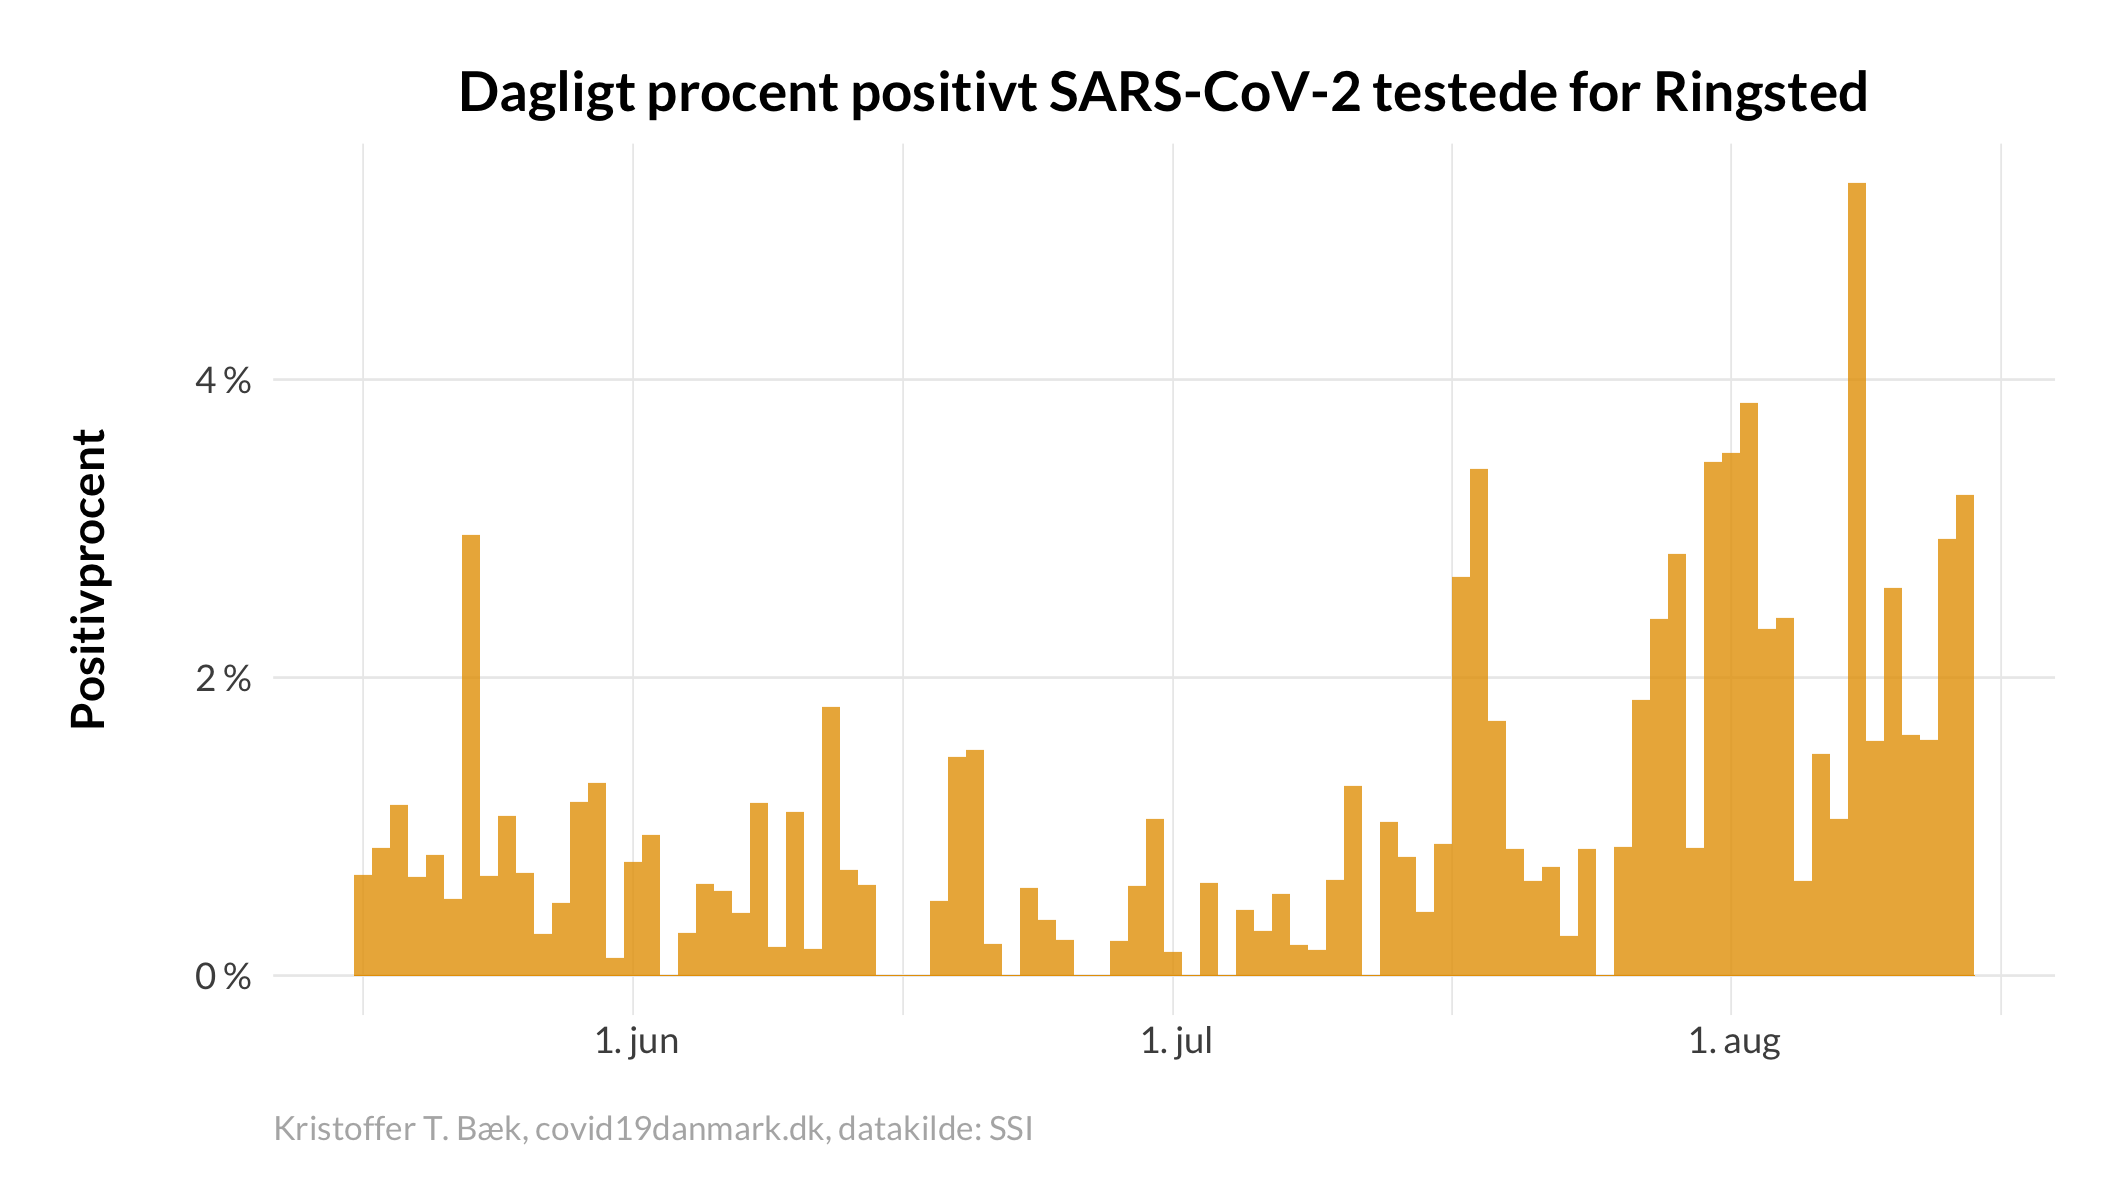 Dagligt procent positivt SARS-CoV-2 testede for Ringsted
Positivprocent
4 %
2 %
0 %
1. jun
1. jul
1. aug
Kristoffer T. Bæk, covid19danmark.dk, datakilde: SSI